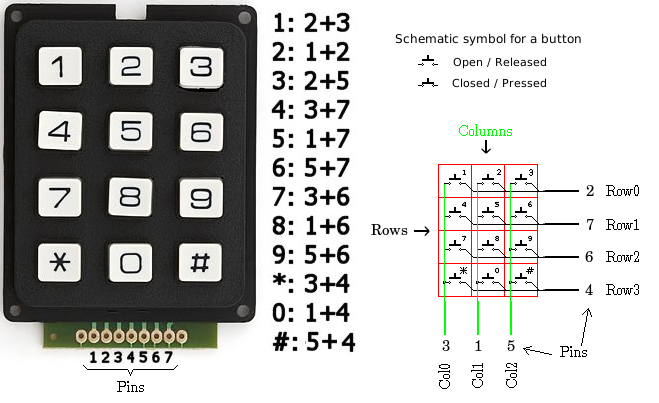 1 2 3
4 5 6
7 8 9
* 0 #
1234567
Pins
1: 2+3
2: 1+2
3: 2+5
4: 3+7
5: 1+7
6: 5+7
7: 3+6
8: 1+6
9: 5+6
*: 3+4
0: 1+4
#: 5+4
Schematic symbol for a button
Open / Released
Closed / Pressed
Columns
Rows
1 2 3
4 5 6
7 8 9
* 0 #
2 Row0
7 Row1
6 Row2
4 Row3
3 1 5
Col0 Col1 Col2
Pins